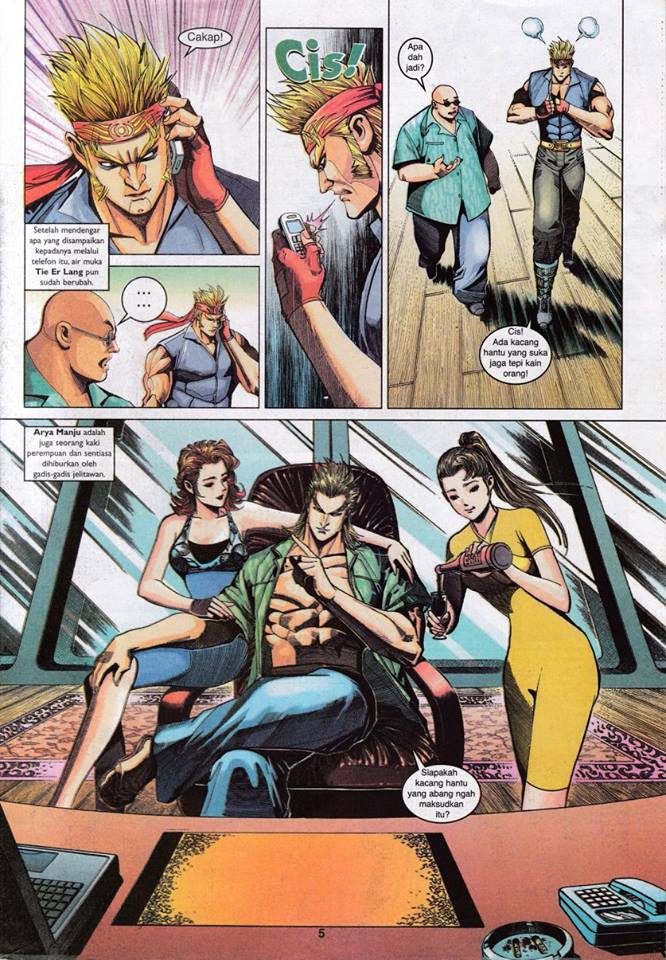 Cakap!
Setelah mendengar
apa yang disampaikan
kepadanya melalui
telefon itu, air muka
Tie Er Lang pun
sudah berubah.
...
...
Cis!
Apa
dah
jadi?
Cis!
Ada kacang
hantu yang suka
jaga tepi kain
orang!
Arya Manju adalah
juga seorang kaki
perempuan dan sentiasa
dihiburkan oleh
gadis-gadis jelitawan.
Siapakah
kacang hantu
yang abang ngah
maksudkan
itu?
5